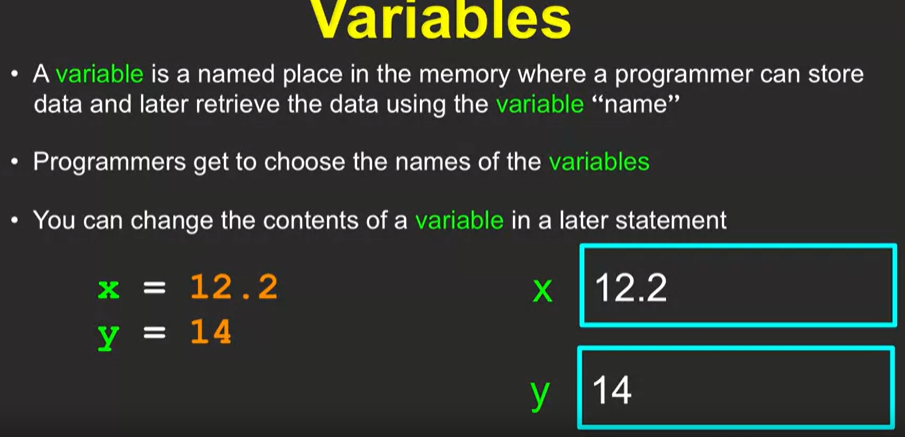 Variables
• A variable is a named place in the memory where a programmer can store
data and later retrieve the data using the variable “name”
• Programmers get to choose the names of the variables
• You can change the contents of a variable in a later statement
x = 12.2
y = 14
x 12.2
y 14